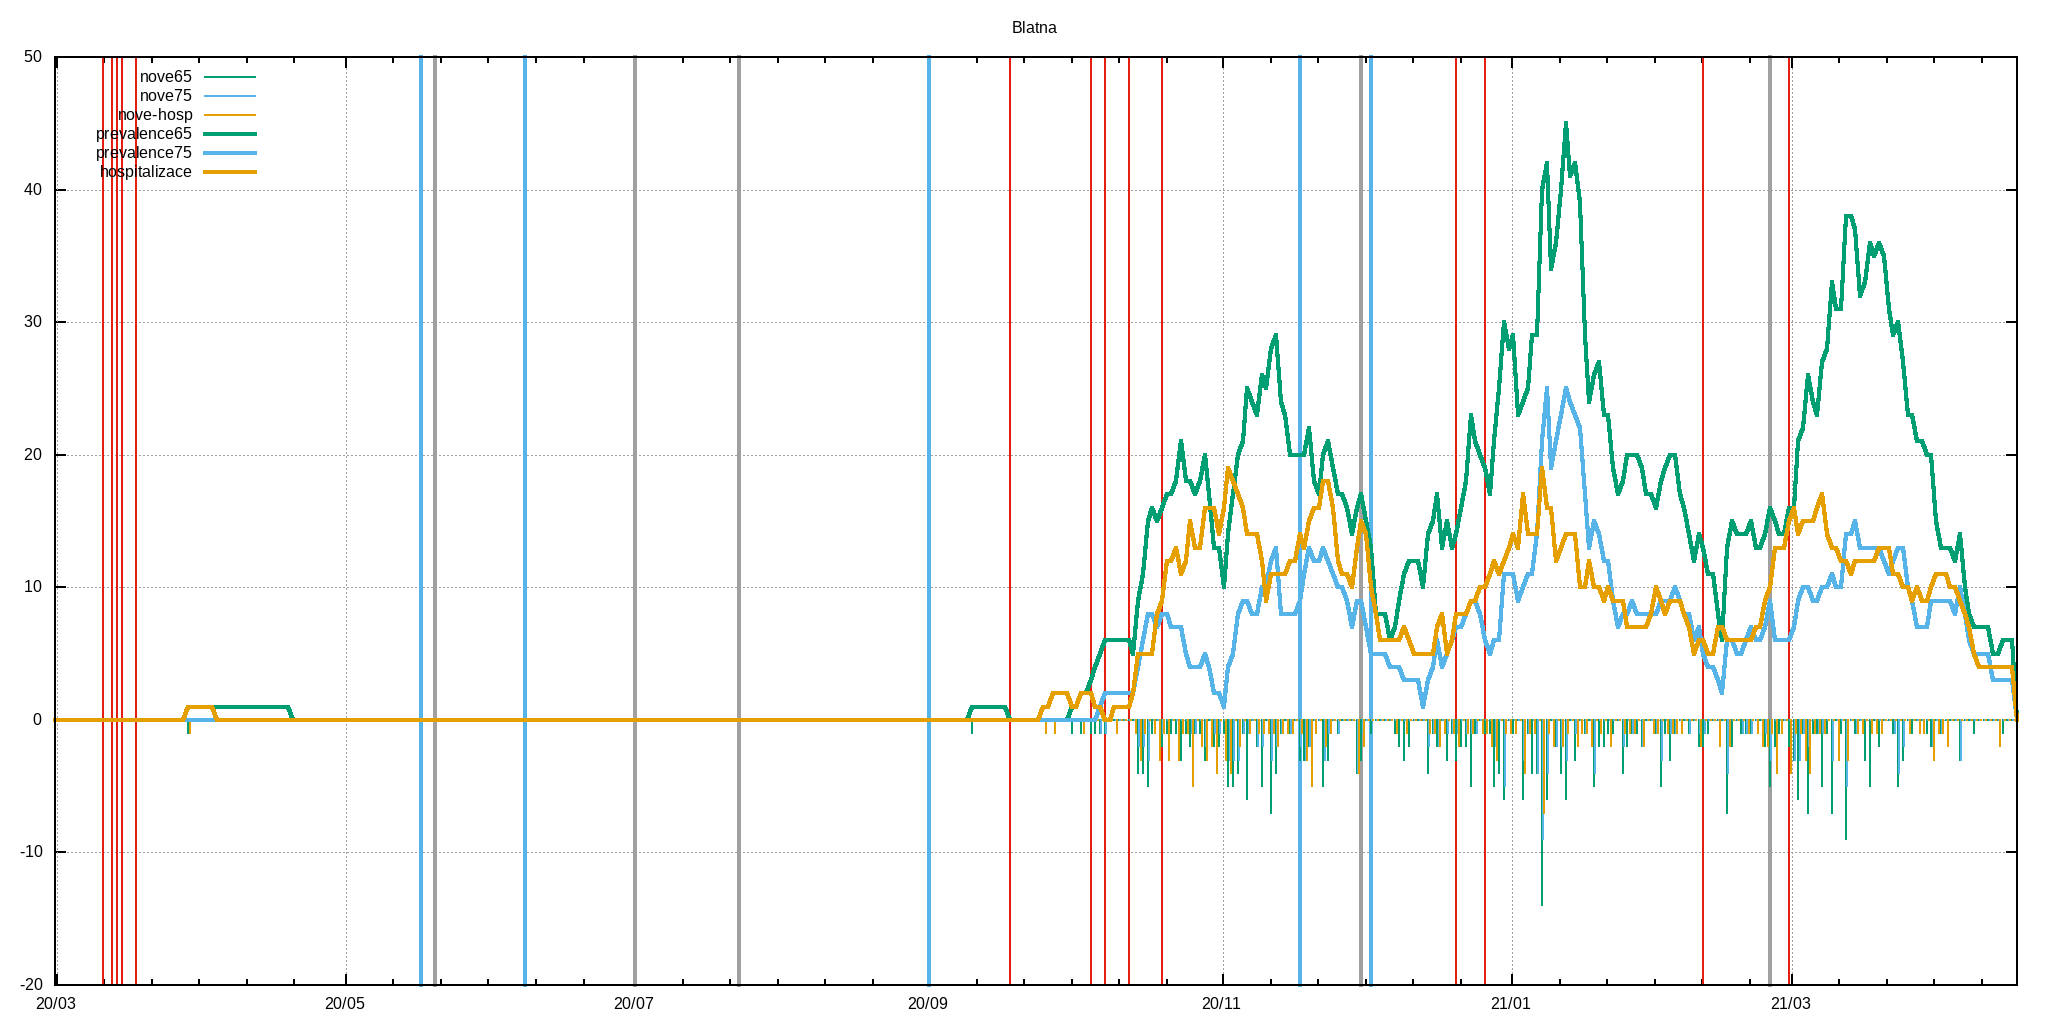 Blatna
50
nove65
nove75
nove-hosp
prevalence65
prevalence75
hospitalizace
40
30
20
10
0
-10
-20
20/03 20/05 20/07 20/09 20/11 21/01 21/03